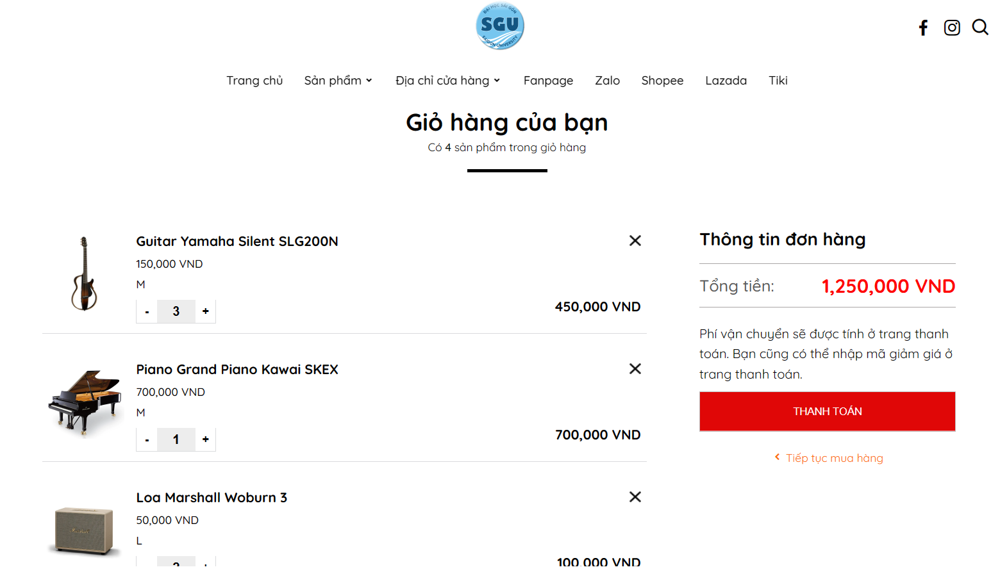 ĐẠI HỌC SÀI GÒN
SGU
SAIGON UNIVERSITY
Trang chủ Sản phẩm Địa chỉ cửa hàng Fanpage Zalo Shopee Lazada Tiki
Giỏ hàng của bạn
Có 4 sản phẩm trong giỏ hàng
Guitar Yamaha Silent SLG200N
150,000 VND
M
- 3 +
450,000 VND
Piano Grand Piano Kawai SKEX
700,000 VND
M
- 1 +
700,000 VND
Loa Marshall Woburn 3
50,000 VND
L
Marshall
2
100,000 VND
Thông tin đơn hàng
Tổng tiền: 1,250,000 VND
Phí vận chuyển sẽ được tính ở trang thanh
toán. Bạn cũng có thể nhập mã giảm giá ở
trang thanh toán.
THANH TOÁN
Tiếp tục mua hàng